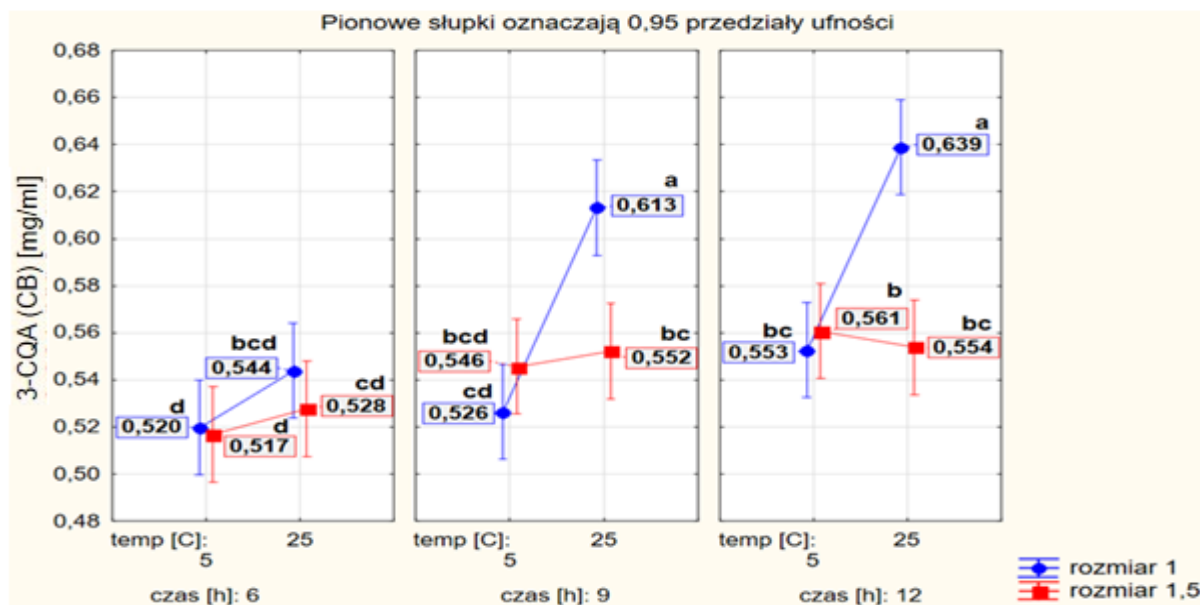 Pionowe słupki oznaczają 0,95 przedziały ufności
3-CQA (CB) [mg/ml]
0,68
0,66
0,64
0,62
0,60
0,58
0,56
0,54
0,52
0,50
0,48
bcd
0,544
d
0,520
cd
0,528
d
0,517
temp [C]:
5
25
czas [h]: 6
a
0,613
bcd
0,546
bc
0,552
cd
0,526
temp [C]:
5
25
czas [h]: 9
a
0,639
b
0,561
bc
0,553
bc
0,554
temp [C]:
5
25
czas [h]: 12
rozmiar 1
rozmiar 1,5